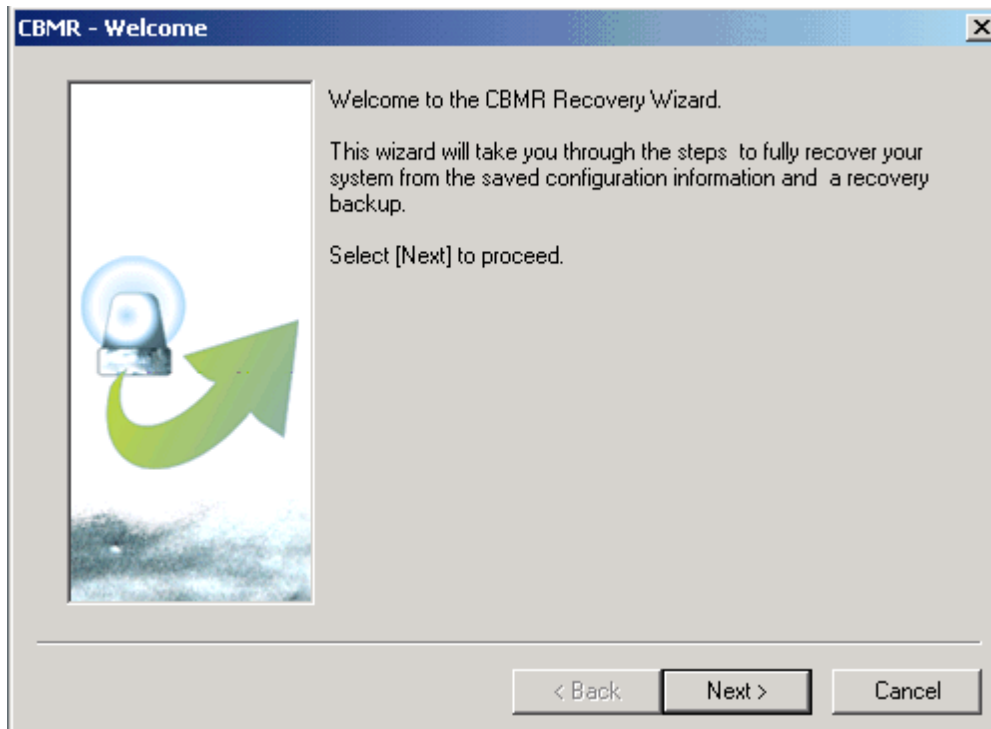 CBMR - Welcome
Welcome to the CBMR Recovery Wizard.
This wizard will take you through the steps to fully recover your
system from the saved configuration information and a recovery
backup.
Select [Next] to proceed.
< Back
Next >
Cancel